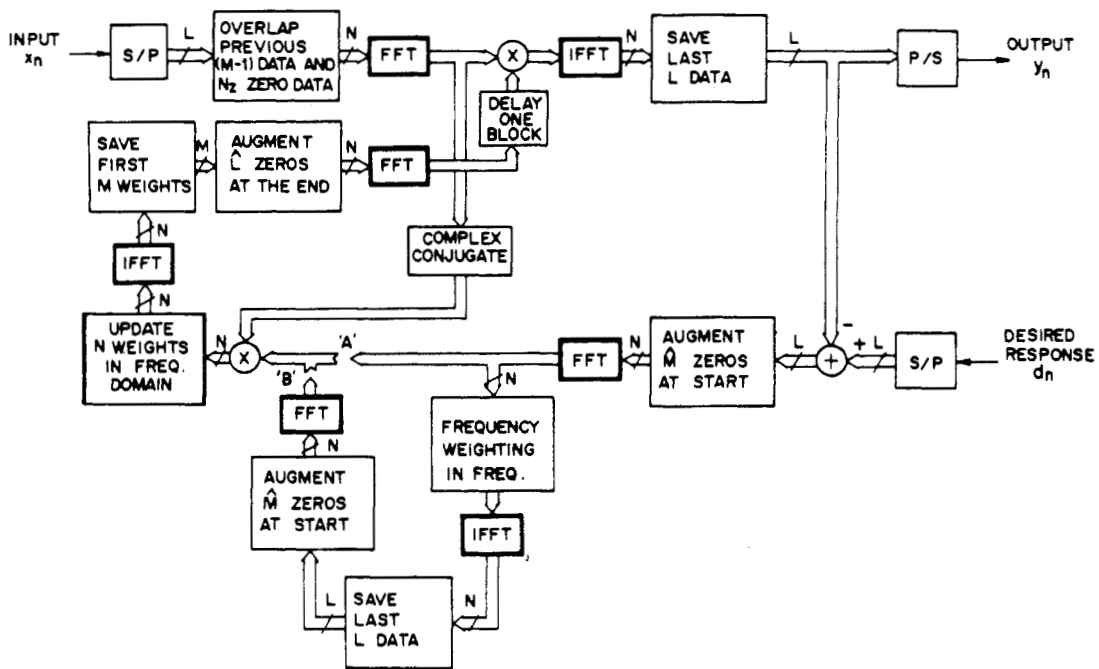 INPUT
xn
S/P
L
OVERLAP
PREVIOUS
(M-1) DATA AND
Nz ZERO DATA
N
FFT
X
IFFT
N
SAVE
LAST
L DATA
L
P/S
OUTPUT
yn
DELAY
ONE
BLOCK
SAVE
FIRST
M WEIGHTS
M
AUGMENT
L̂ ZEROS
AT THE END
N
FFT
N
IFFT
N
COMPLEX
CONJUGATE
UPDATE
N WEIGHTS
IN FREQ.
DOMAIN
N
X
'A'
'B'
FFT
N
AUGMENT
M̂ ZEROS
AT START
L
+
-
+
L
S/P
DESIRED
RESPONSE
dn
N
FREQUENCY
WEIGHTING
IN FREQ.
IFFT
N
SAVE
LAST
L DATA
L
AUGMENT
M̂ ZEROS
AT START
N
FFT